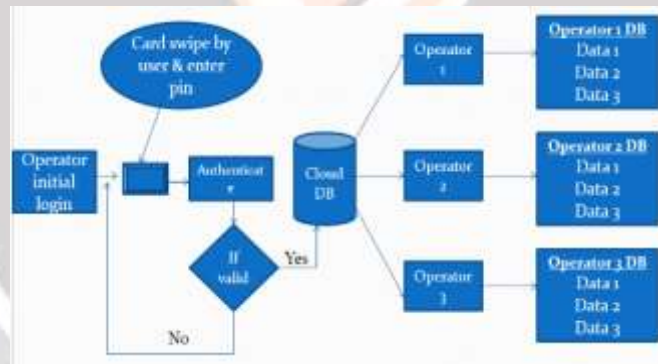 Card swipe by
user & enter
pin
Operator
initial
login
Authenticat
If
valid
Yes
No
Cloud
DB
Operator
1
Operator
2
Operator
3
Operator 1 DB
Data 1
Data 2
Data 3
Operator 2 DB
Data 1
Data 2
Data 3
Operator 3 DB
Data 1
Data 2
Data 3